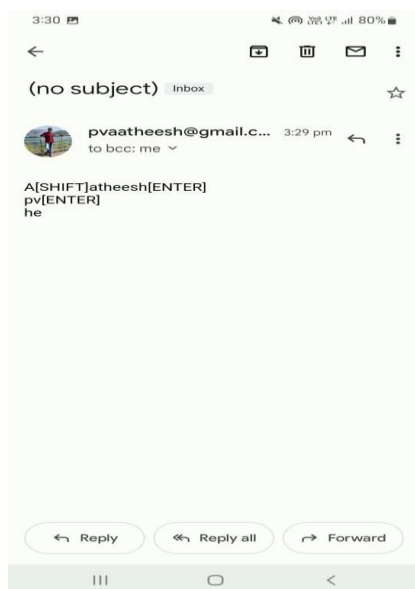 3:30 80%
(no subject) Inbox
pvaatheesh@gmail.c... 3:29 pm
to bcc: me
A[SHIFT]atheesh[ENTER]
pv[ENTER]
he
Reply Reply all Forward